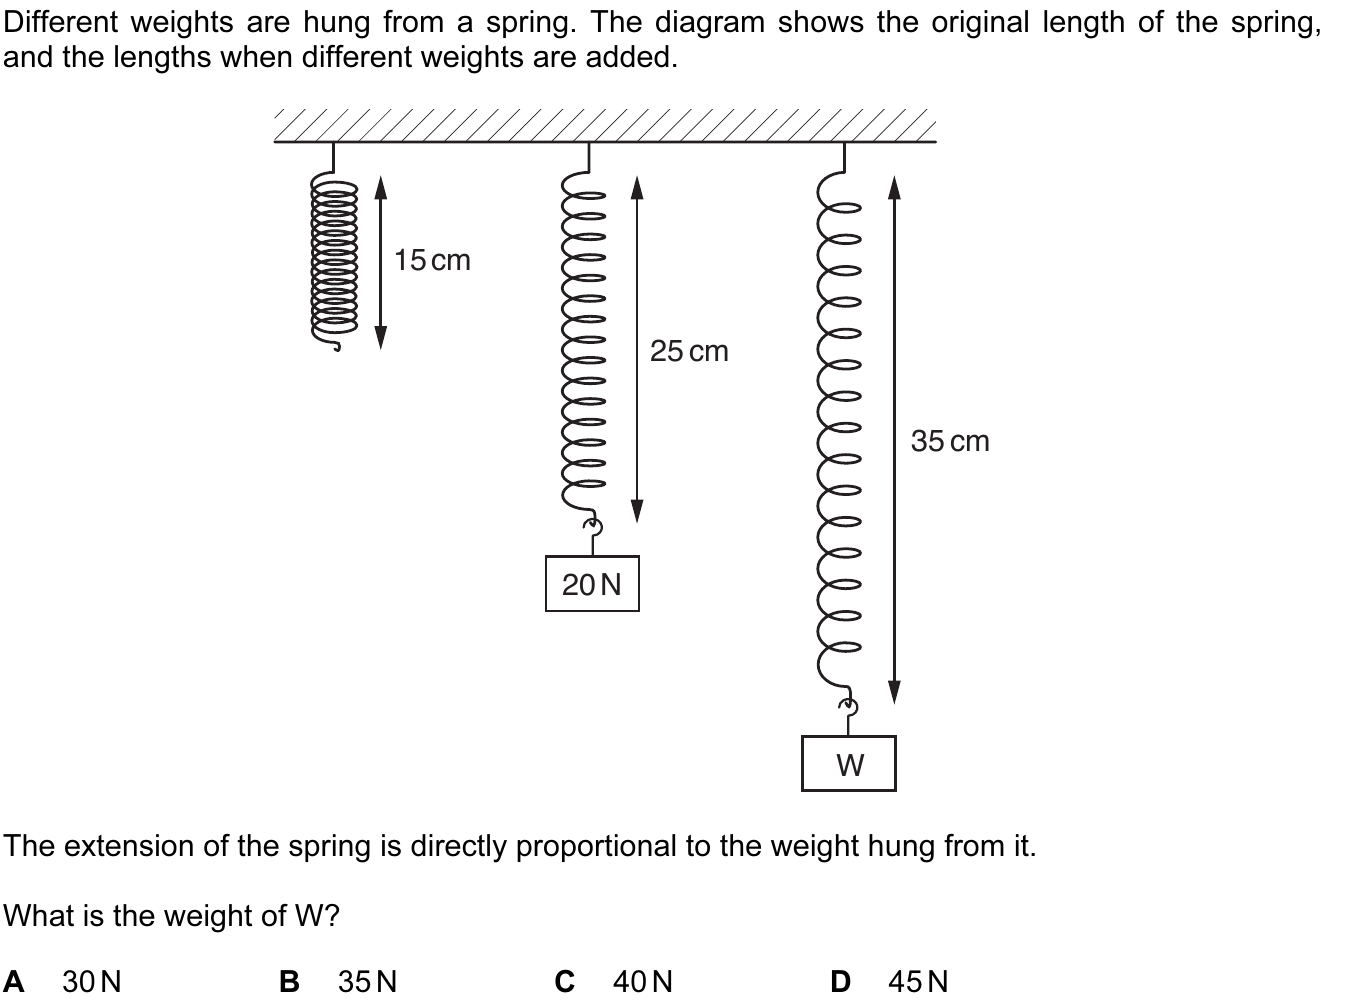 Different weights are hung from a spring. The diagram shows the original length of the spring,
and the lengths when different weights are added.
15 cm
25 cm
35 cm
20 N
W
The extension of the spring is directly proportional to the weight hung from it.
What is the weight of W?
A 30 N B 35 N C 40 N D 45 N